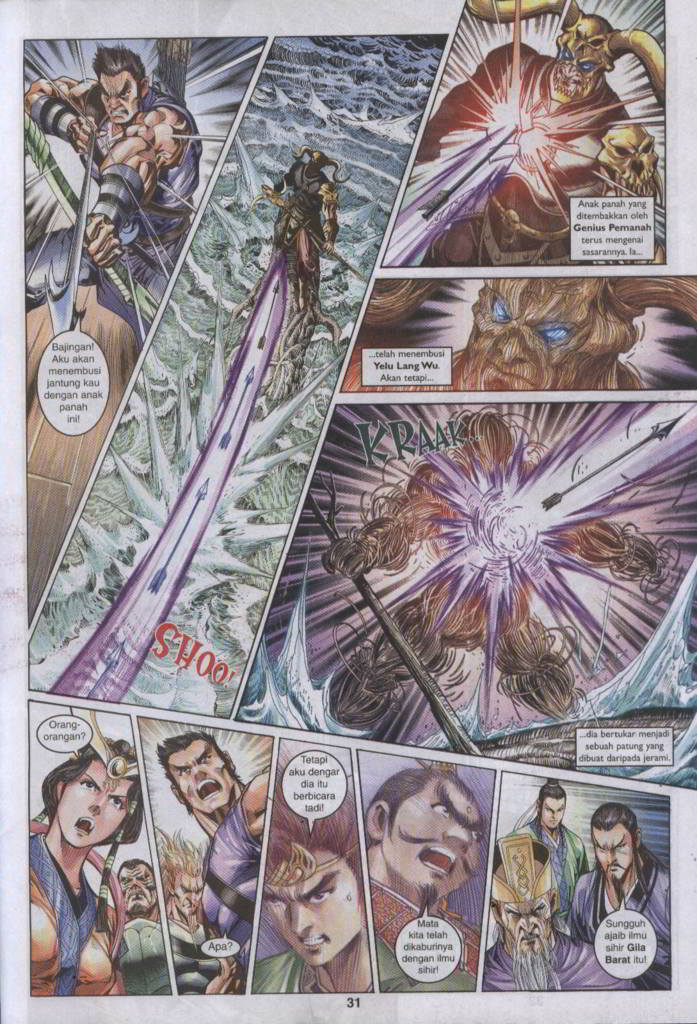 Bajingan!
Aku akan
menembusi
jantung kau
dengan anak
panah
ini!
SHOO!
Anak panah yang
ditembakkan oleh
Genius Pemanah
terus mengenai
sasarannya. Ia...
...telah menembusi
Yelu Lang Wu.
Akan tetapi...
KRAAK...
...dia bertukar menjadi
sebuah patung yang
dibuat daripada jerami.
Orang-
orangan?
Apa?
Tetapi
aku dengar
dia itu
berbicara
tadi!
Mata
kita telah
dikaburinya
dengan ilmu
sihir!
Sungguh
ajaib ilmu
sihir Gila
Barat itu!
31